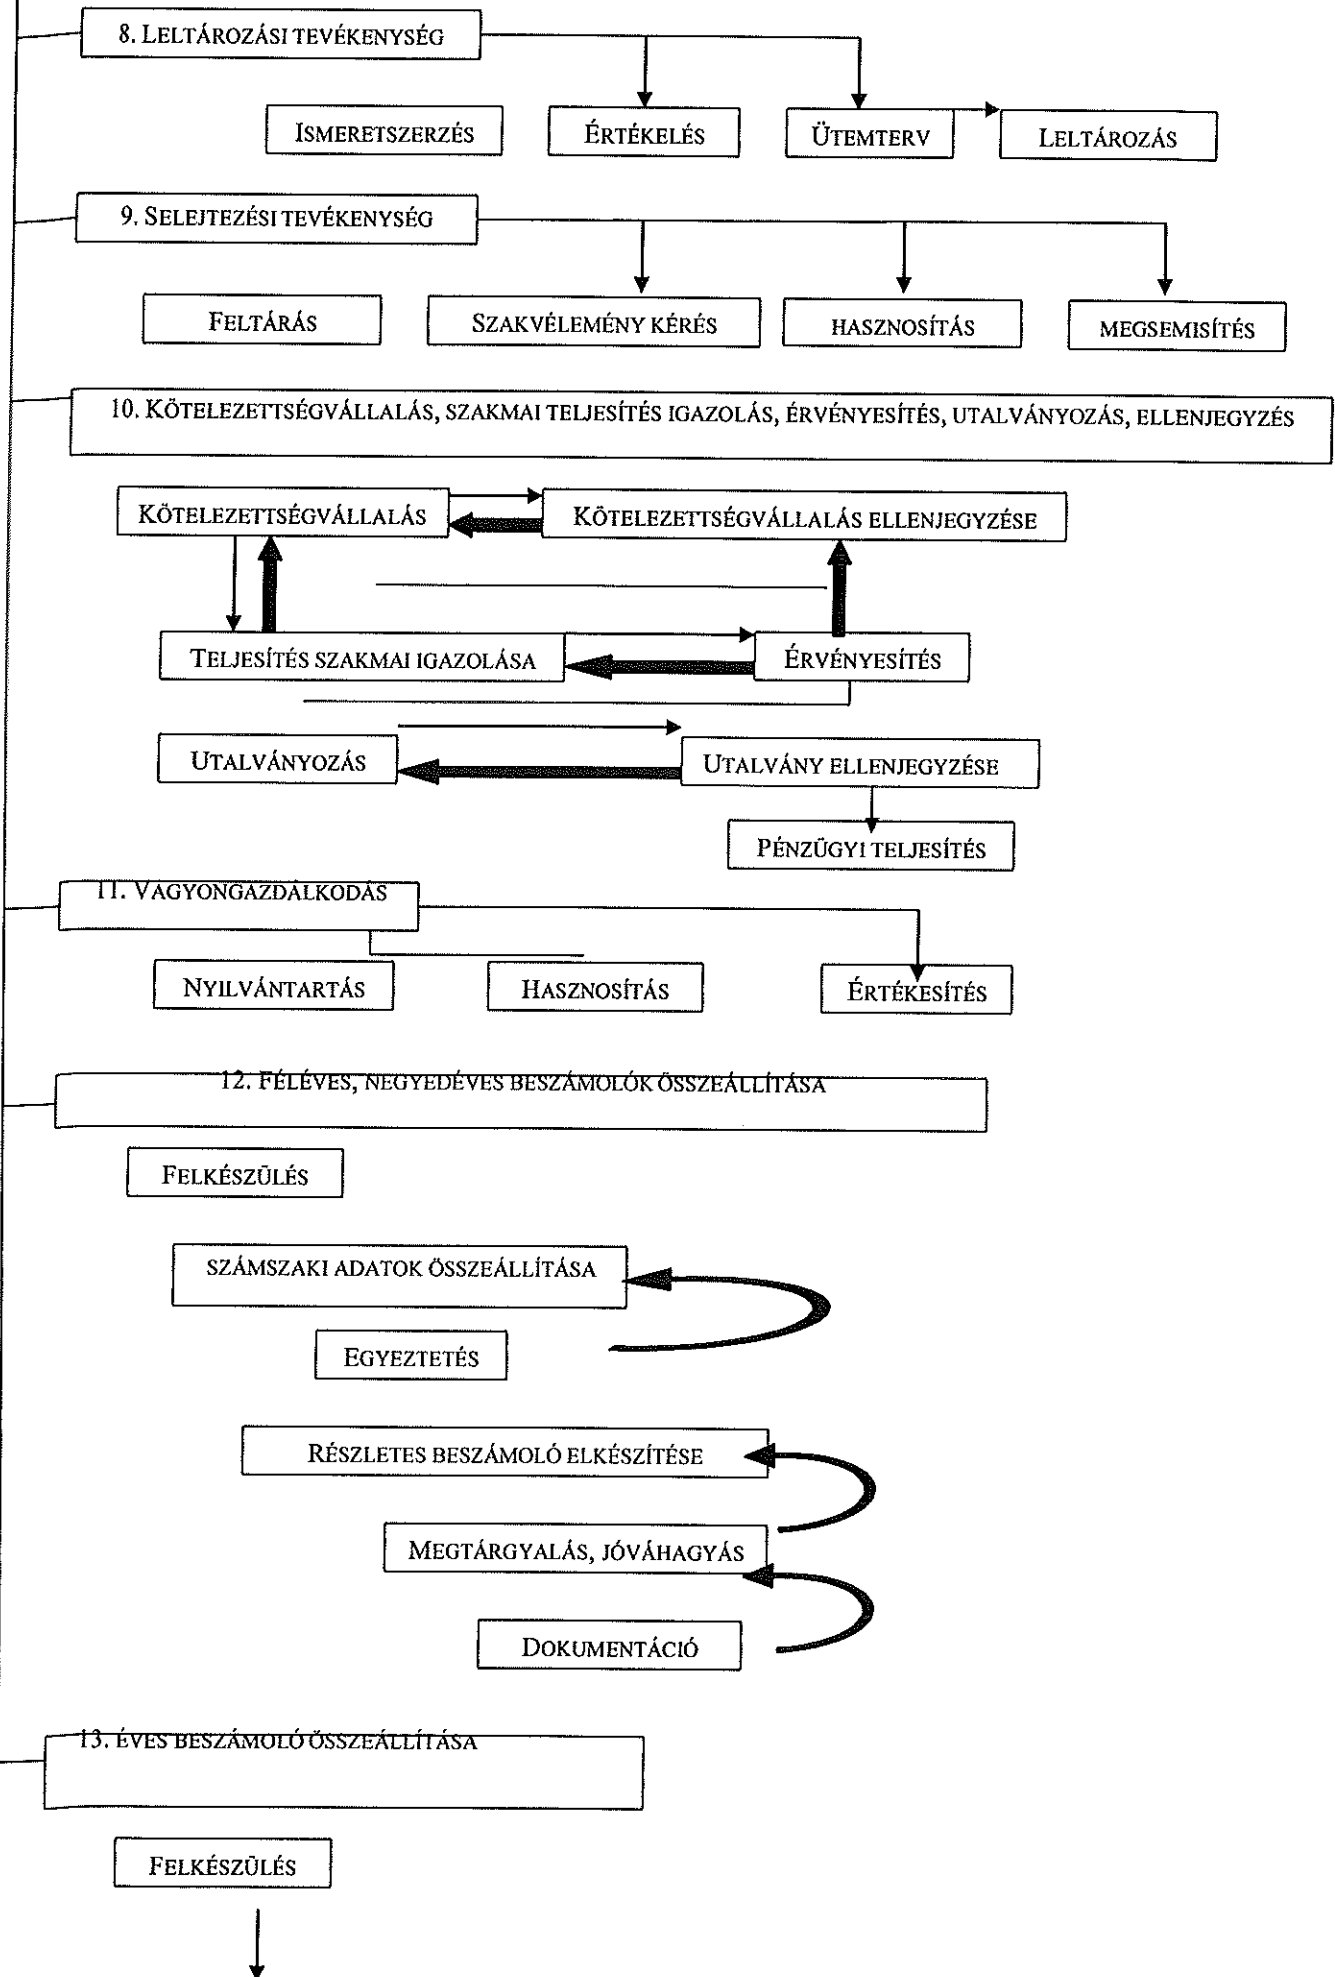 8. LELTÁROZÁSI TEVÉKENYSÉG
ISMERETSZERZÉS
ÉRTÉKELÉS
ÜTEMTERV
LELTÁROZÁS
9. SELEJTEZÉSI TEVÉKENYSÉG
FELTÁRÁS
SZAKVÉLEMÉNY KÉRÉS
HASZNOSÍTÁS
MEGSEMISÍTÉS
10. KÖTELEZETTSÉGVÁLLALÁS, SZAKMAI TELJESÍTÉS IGAZOLÁS, ÉRVÉNYESÍTÉS, UTALVÁNYOZÁS, ELLENJEGYZÉS
KÖTELEZETTSÉGVÁLLALÁS
KÖTELEZETTSÉGVÁLLALÁS ELLENJEGYZÉSE
TELJESÍTÉS SZAKMAI IGAZOLÁSA
ÉRVÉNYESÍTÉS
UTALVÁNYOZÁS
UTALVÁNY ELLENJEGYZÉSE
PÉNZÜGYI TELJESÍTÉS
11. VAGYONGAZDÁLKODÁS
NYILVÁNTARTÁS
HASZNOSÍTÁS
ÉRTÉKESÍTÉS
12. FÉLÉVES, NEGYEDÉVES BESZÁMOLÓK ÖSSZEÁLLÍTÁSA
FELKÉSZÜLÉS
SZÁMSZAKI ADATOK ÖSSZEÁLLÍTÁSA
EGYEZTETÉS
RÉSZLETES BESZÁMOLÓ ELKÉSZÍTÉSE
MEGTÁRGYALÁS, JÓVÁHAGYÁS
DOKUMENTÁCIÓ
13. ÉVES BESZÁMOLÓ ÖSSZEÁLLÍTÁSA
FELKÉSZÜLÉS